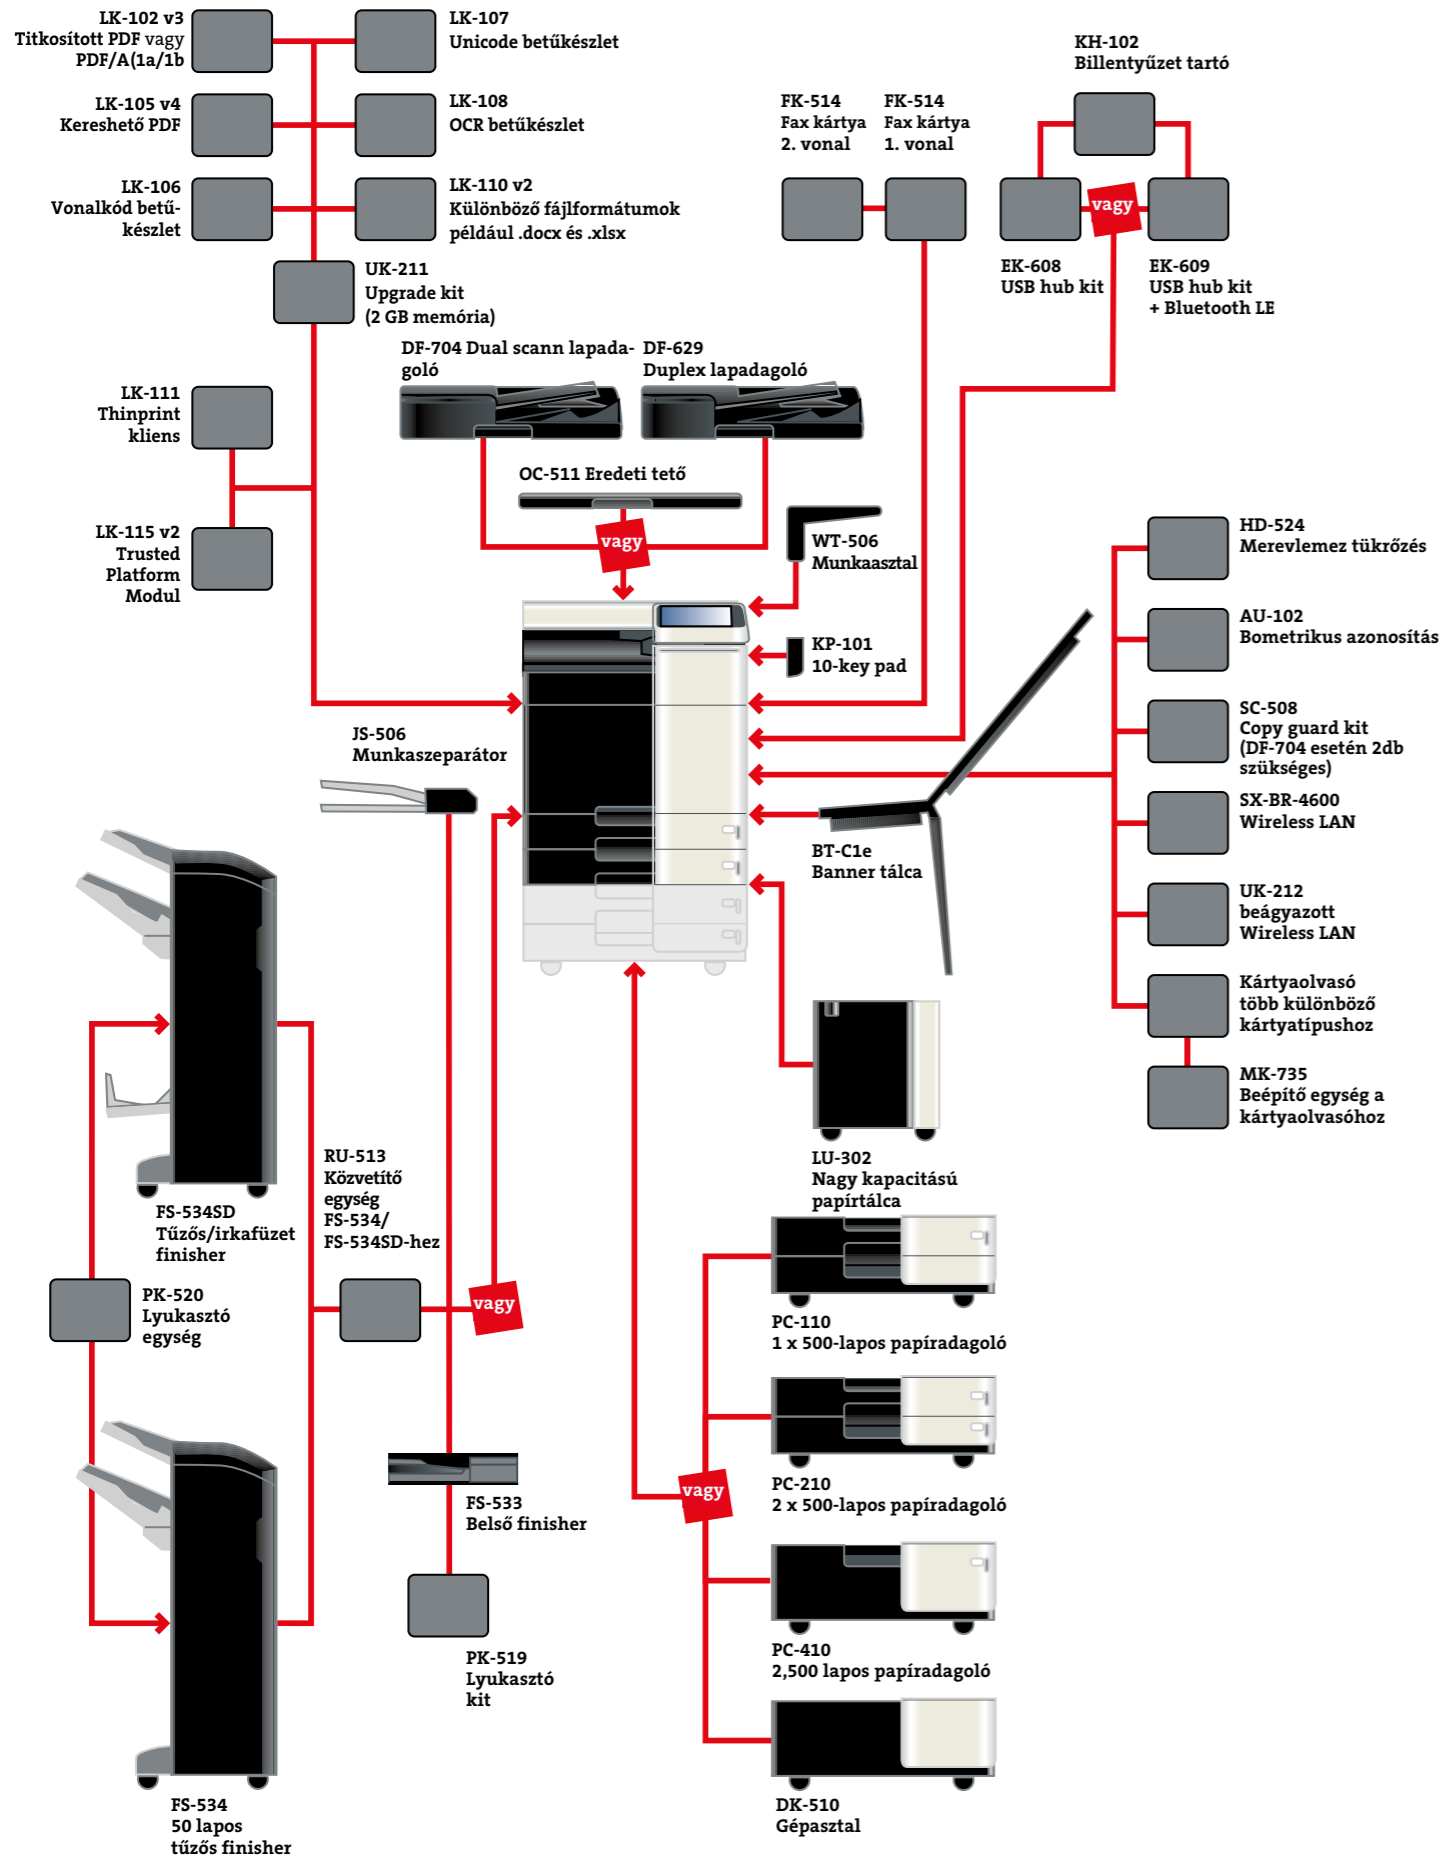 LK-102 v3
Titkosított PDF vagy
PDF/A(1a/1b
LK-107
Unicode betűkészlet
LK-105 v4
Kereshető PDF
LK-108
OCR betűkészlet
LK-106
Vonalkód betű-
készlet
LK-110 v2
Különböző fájlformátumok
például .docx és .xlsx
UK-211
Upgrade kit
(2 GB memória)
FK-514
Fax kártya
2. vonal
FK-514
Fax kártya
1. vonal
KH-102
Billentyűzet tartó
vagy
EK-608
USB hub kit
EK-609
USB hub kit
+ Bluetooth LE
DF-704 Dual scann lapada-
goló
DF-629
Duplex lapadagoló
LK-111
Thinprint
kliens
OC-511 Eredeti tető
vagy
LK-115 v2
Trusted
Platform
Modul
WT-506
Munkaasztal
KP-101
10-key pad
HD-524
Merevlemez tükrőzés
AU-102
Bometrikus azonosítás
SC-508
Copy guard kit
(DF-704 esetén 2db
szükséges)
SX-BR-4600
Wireless LAN
UK-212
beágyazott
Wireless LAN
Kártyaolvasó
több különböző
kártyatípushoz
MK-735
Beépítő egység a
kártyaolvasóhoz
JS-506
Munkaszeparátor
BT-C1e
Banner tálca
LU-302
Nagy kapacitású
papírtálca
FS-534SD
Tűzős/irkafüzet
finisher
RU-513
Közvetítő
egység
FS-534/
FS-534SD-hez
PK-520
Lyukasztó
egység
vagy
PC-110
1 x 500-lapos papíradagoló
PC-210
2 x 500-lapos papíradagoló
vagy
FS-533
Belső finisher
PK-519
Lyukasztó
kit
PC-410
2,500 lapos papíradagoló
DK-510
Gépasztal
FS-534
50 lapos
tűzős finisher